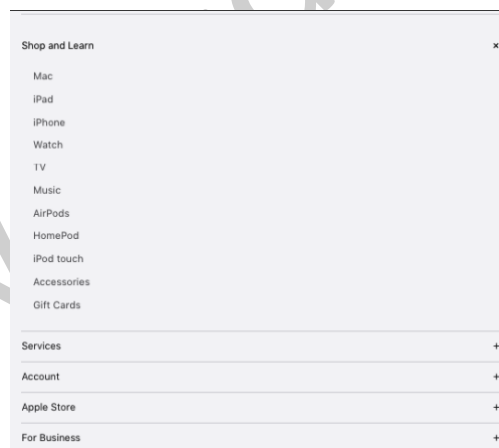 Shop and Learn ×
Mac
iPad
iPhone
Watch
TV
Music
AirPods
HomePod
iPod touch
Accessories
Gift Cards
Services +
Account +
Apple Store +
For Business +